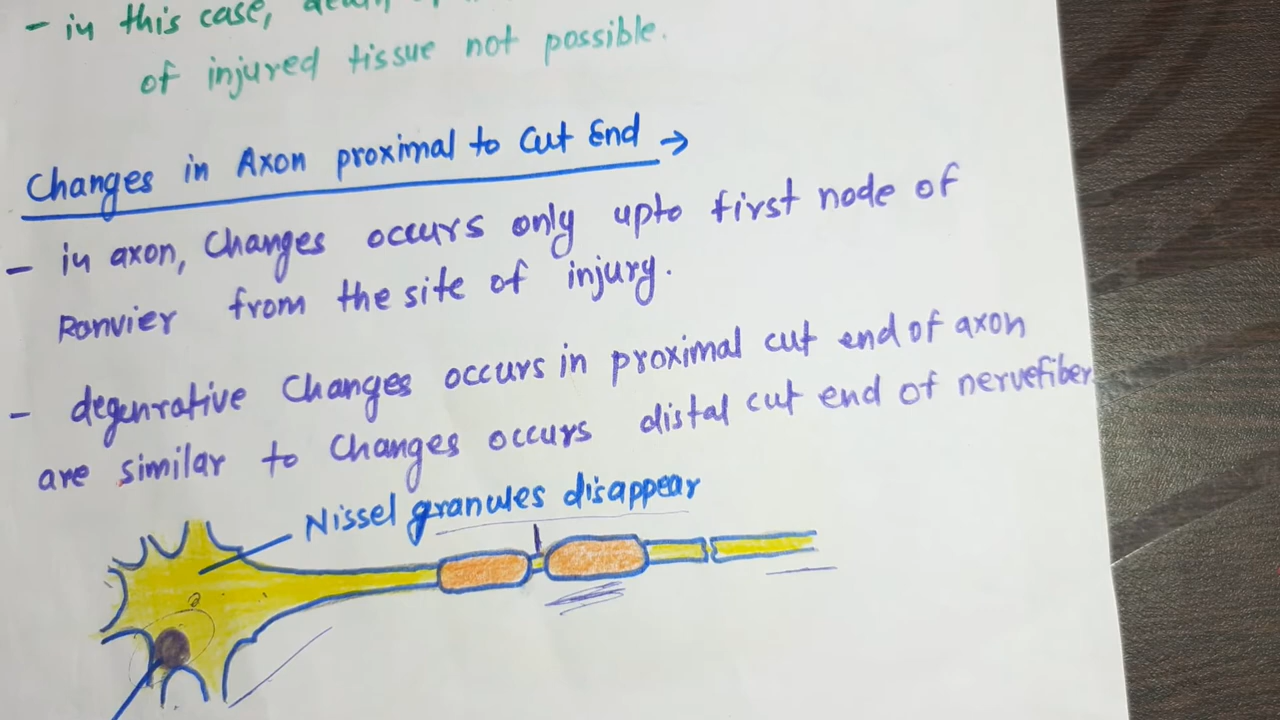 - in this case,
of injured tissue not possible.
Changes in Axon proximal to Cut End →
- in axon, Changes occurs only upto first node of
Ranvier from the site of injury.
- degenrative Changes occurs in proximal cut end of axon
are similar to Changes occurs distal cut end of nervefiber
Nissel granules disappear